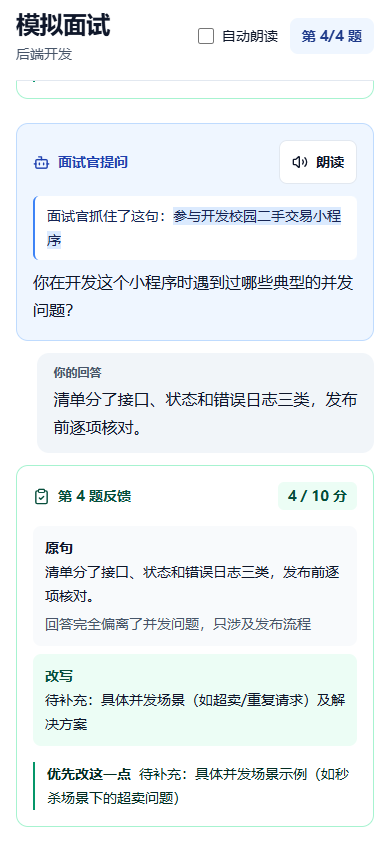 模拟面试
后端开发
自动朗读
第 4/4 题
面试官提问
朗读
面试官抓住了这句：参与开发校园二手交易小程
序
你在开发这个小程序时遇到过哪些典型的并发
问题？
你的回答
清单分了接口、状态和错误日志三类，发布
前逐项核对。
第 4 题反馈
4 / 10 分
原句
清单分了接口、状态和错误日志三类，发布前逐
项核对。
回答完全偏离了并发问题，只涉及发布流程
改写
待补充：具体并发场景（如超卖/重复请求）及解
决方案
优先改这一点 待补充：具体并发场景示例（如秒
杀场景下的超卖问题）